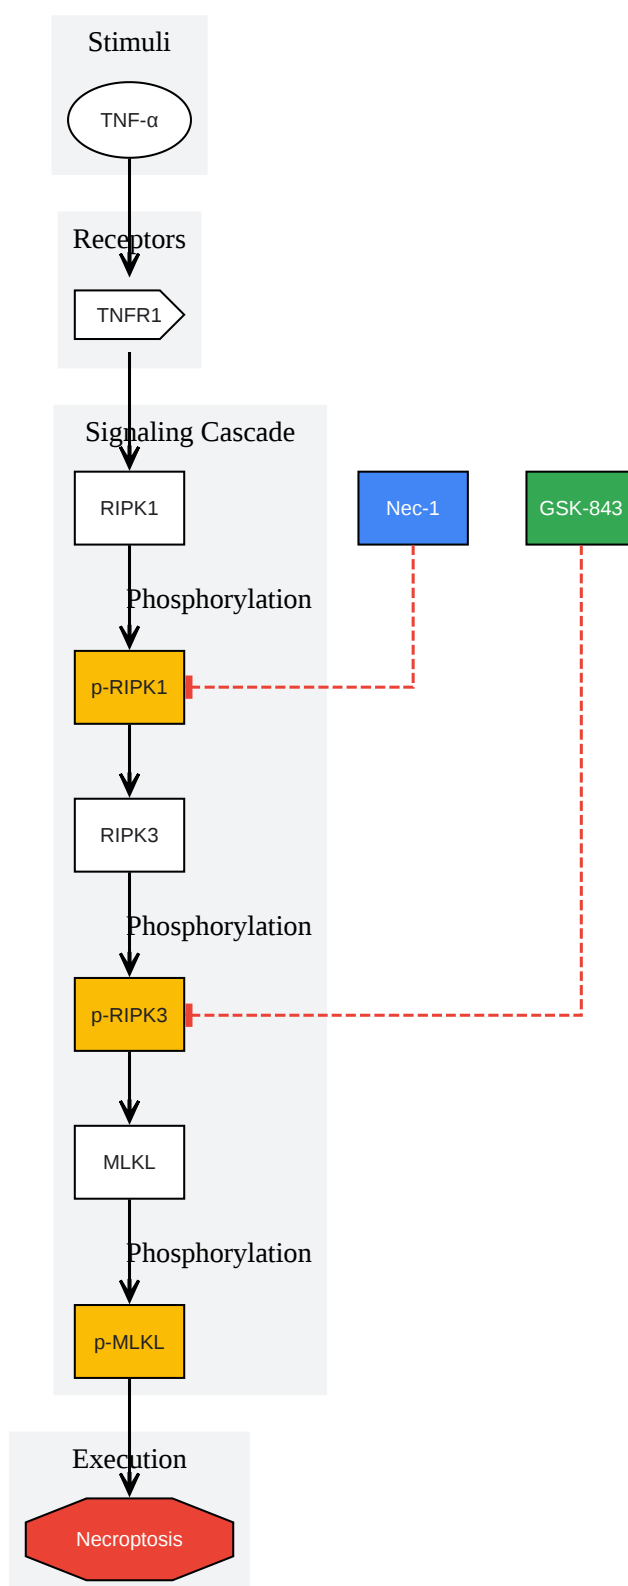 Stimuli
TNF-α
Receptors
TNFR1
Signaling Cascade
RIPK1
Nec-1
GSK-843
Phosphorylation
p-RIPK1
RIPK3
Phosphorylation
p-RIPK3
MLKL
Phosphorylation
p-MLKL
Execution
Necroptosis